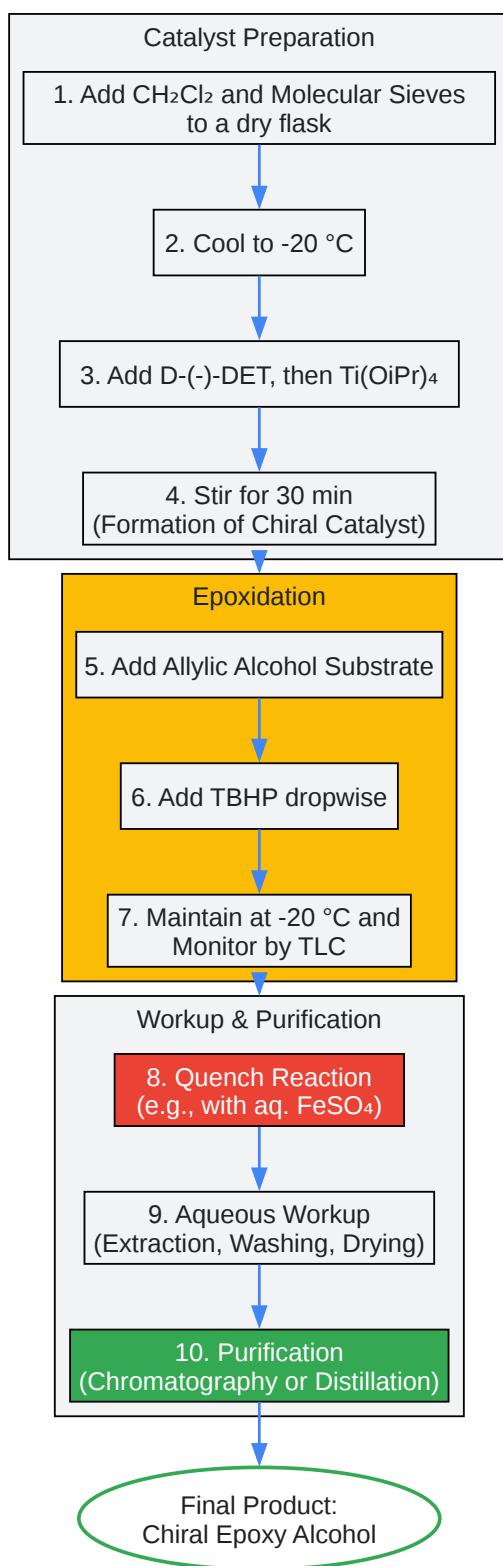 Catalyst Preparation
1. Add CH₂Cl₂ and Molecular Sieves
to a dry flask
2. Cool to -20 °C
3. Add D-(-)-DET, then Ti(OiPr)₄
4. Stir for 30 min
(Formation of Chiral Catalyst)
Epoxidation
5. Add Allylic Alcohol Substrate
6. Add TBHP dropwise
7. Maintain at -20 °C and
Monitor by TLC
Workup & Purification
8. Quench Reaction
(e.g., with aq. FeSO₄)
9. Aqueous Workup
(Extraction, Washing, Drying)
10. Purification
(Chromatography or Distillation)
Final Product:
Chiral Epoxy Alcohol